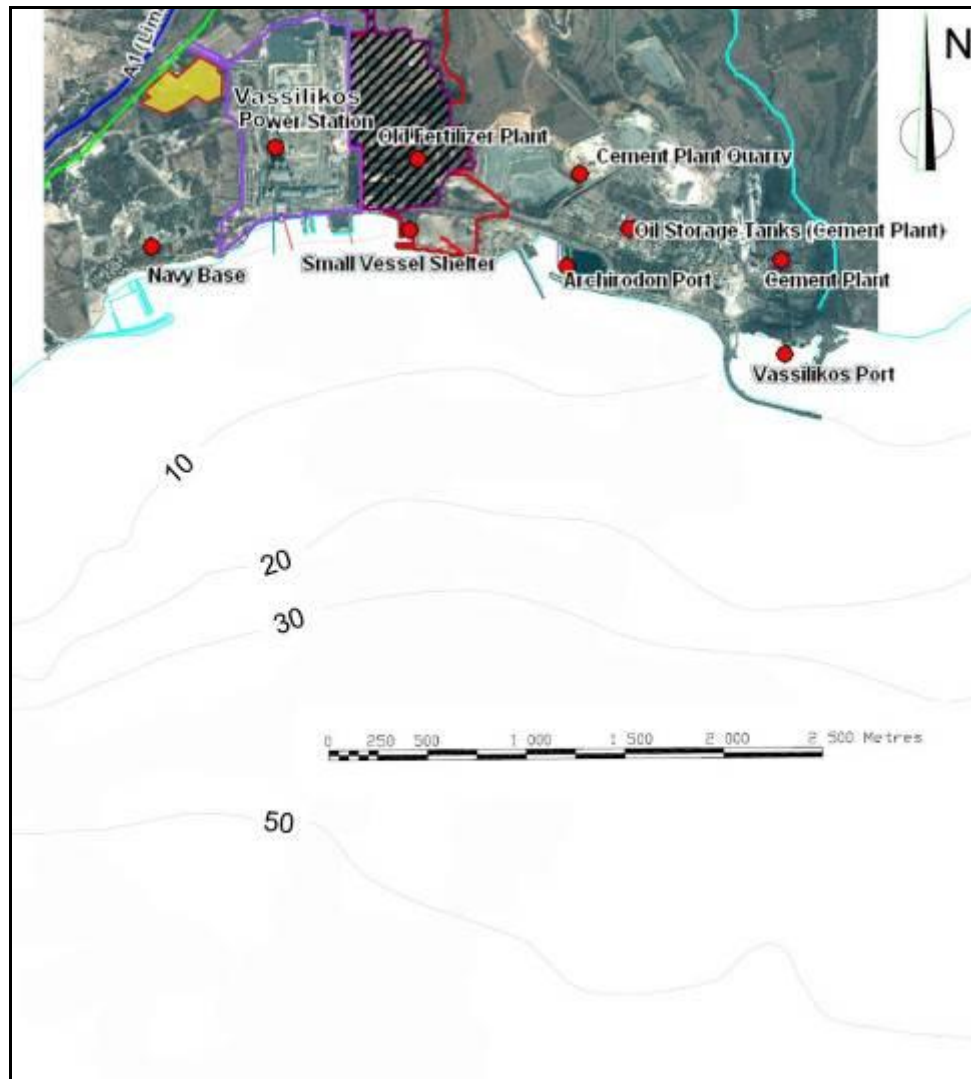 A1 (Lim
N
Vassilikos
Power Station
Old Fertilizer Plant
Cement Plant Quarry
Oil Storage Tanks (Cement Plant)
Navy Base
Small Vessel Shelter
Archirodon Port
Cement Plant
Vassilikos Port
10
20
30
0 250 500 1 000 1 500 2 000 2 500 Metres
50